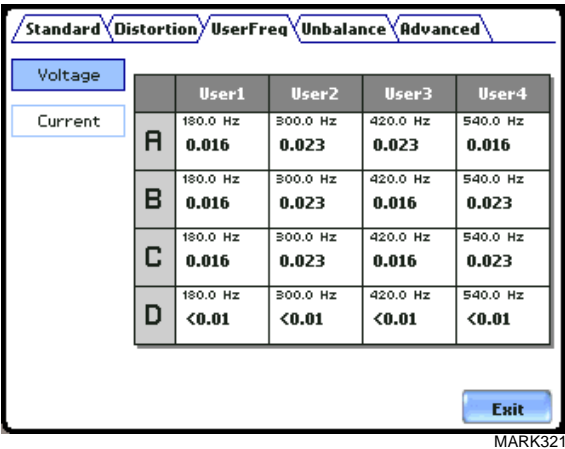 Standard Distortion UserFreq Unbalance Advanced
Voltage
Current
User1 User2 User3 User4
180.0 Hz 300.0 Hz 420.0 Hz 540.0 Hz
A 0.016 0.023 0.023 0.016
180.0 Hz 300.0 Hz 420.0 Hz 540.0 Hz
B 0.016 0.023 0.016 0.023
180.0 Hz 300.0 Hz 420.0 Hz 540.0 Hz
C 0.016 0.023 0.016 0.023
180.0 Hz 300.0 Hz 420.0 Hz 540.0 Hz
D <0.01 <0.01 <0.01 <0.01
Exit
MARK321